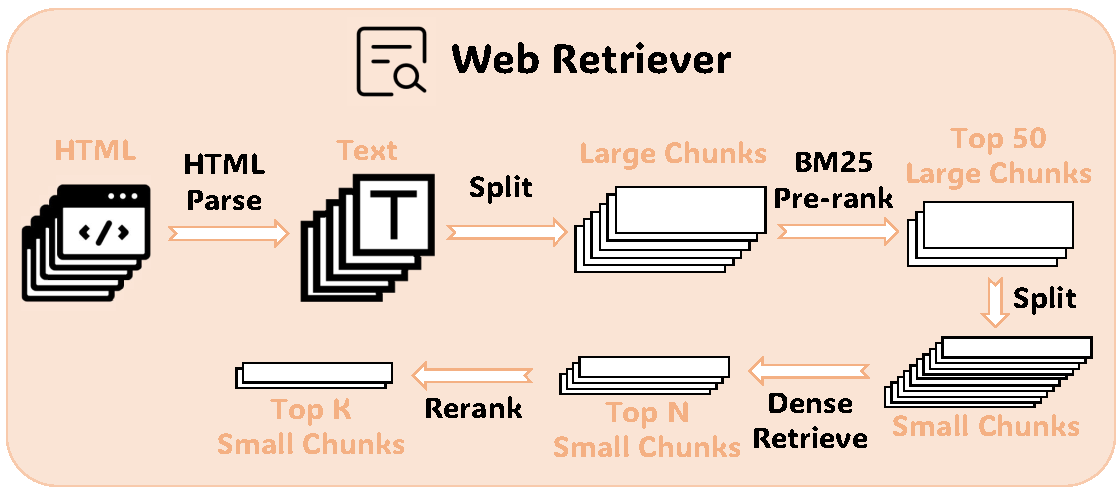 Web Retriever
HTML
HTML
Parse
Text
T
Split
Large Chunks
BM25
Pre-rank
Top 50
Large Chunks
Split
Small Chunks
Dense
Retrieve
Top N
Small Chunks
Rerank
Top K
Small Chunks